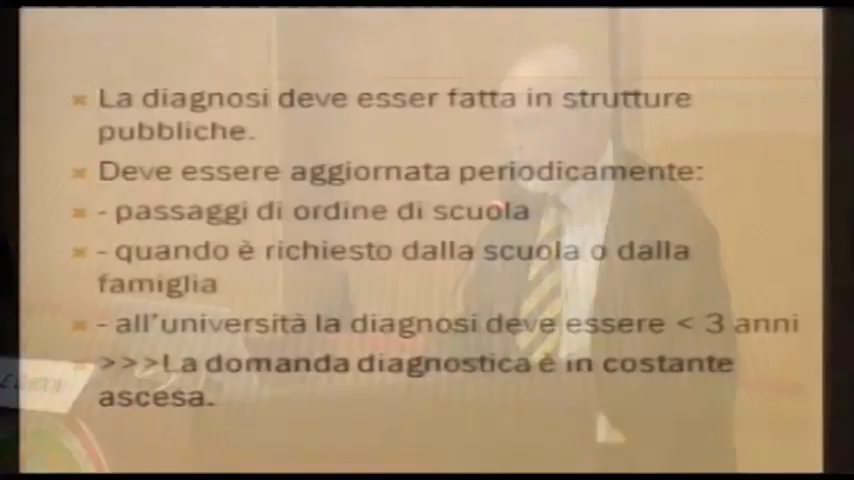 La diagnosi deve esser fatta in strutture
pubbliche.
Deve essere aggiornata periodicamente:
- passaggi di ordine di scuola
- quando è richiesto dalla scuola o dalla
famiglia
- all'università la diagnosi deve essere < 3 anni
>>>La domanda diagnostica è in costante
ascesa.